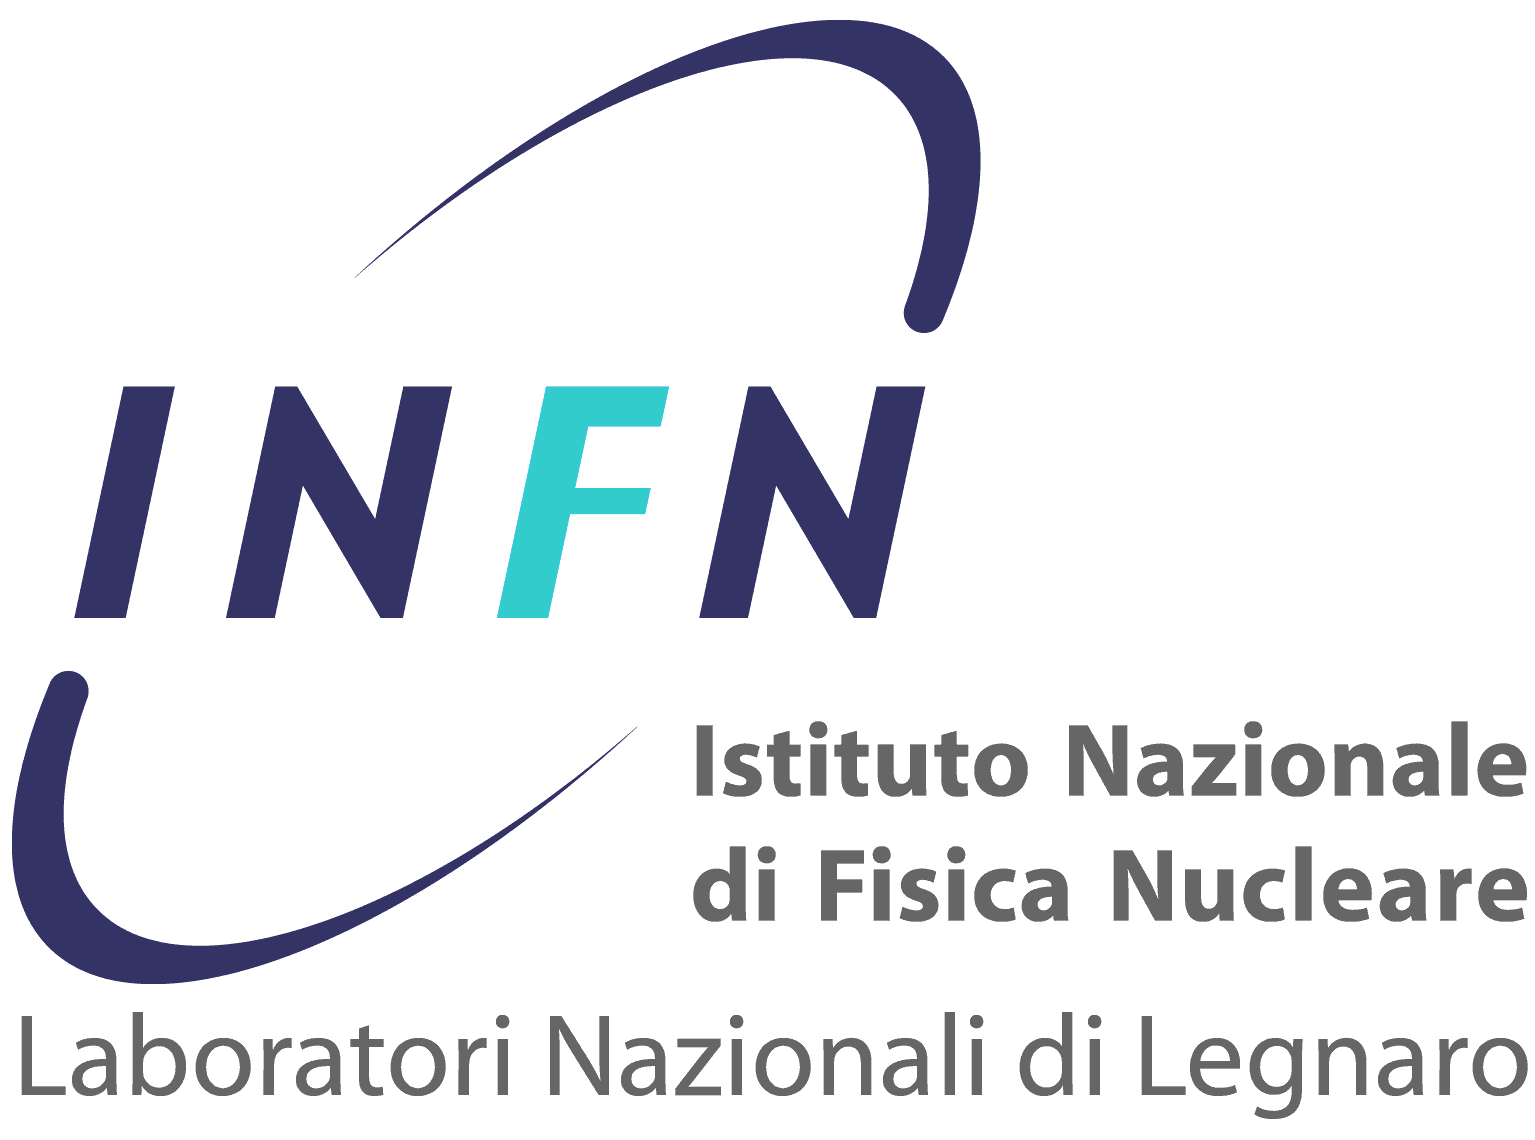 INFN
Istituto Nazionale
di Fisica Nucleare
Laboratori Nazionali di Legnaro